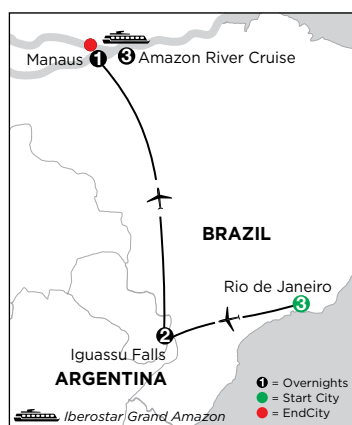 Manaus
1
3
Amazon River Cruise
BRAZIL
Rio de Janeiro
3
2
Iguassu Falls
ARGENTINA
1 = Overnights
= Start City
= EndCity
Iberostar Grand Amazon